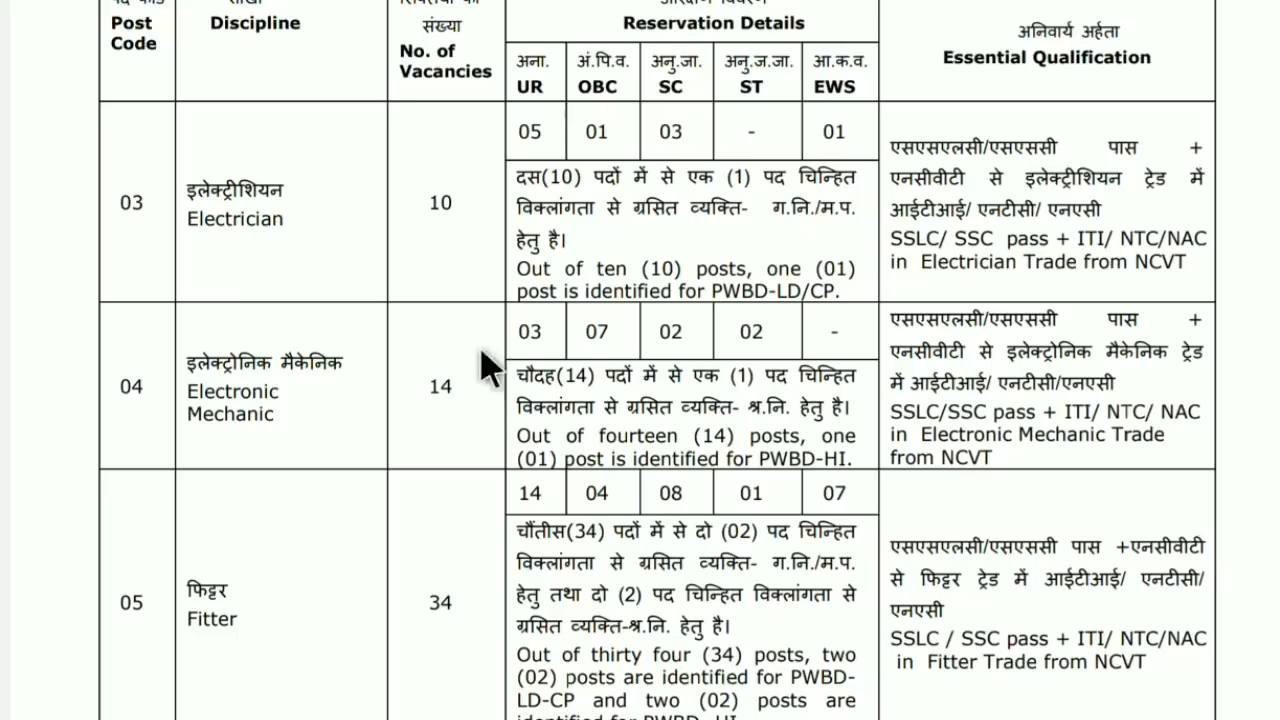 Post
Code
Discipline
संख्या
No. of
Vacancies
Reservation Details
अना.
UR
अं.पि.व.
OBC
अनु.जा.
SC
अनु.ज.जा.
ST
आ.क.व.
EWS
अनिवार्य अर्हता
Essential Qualification
03
इलेक्ट्रीशियन
Electrician
10
05 01 03 - 01
दस(10) पदों में से एक (1) पद चिन्हित
विक्लांगता से ग्रसित व्यक्ति- ग.नि./म.प.
हेतु है।
Out of ten (10) posts, one (01)
post is identified for PWBD-LD/CP.
एसएसएलसी/एसएससी पास +
एनसीवीटी से इलेक्ट्रीशियन ट्रेड में
आईटीआई/ एनटीसी/ एनएसी
SSLC/ SSC pass + ITI/ NTC/NAC
in Electrician Trade from NCVT
04
इलेक्ट्रोनिक मैकेनिक
Electronic
Mechanic
14
03 07 02 02 -
चौदह(14) पदों में से एक (1) पद चिन्हित
विक्लांगता से ग्रसित व्यक्ति- श्र.नि. हेतु है।
Out of fourteen (14) posts, one
(01) post is identified for PWBD-HI.
एसएसएलसी/एसएससी पास +
एनसीवीटी से इलेक्ट्रोनिक मैकेनिक ट्रेड
में आईटीआई/ एनटीसी/एनएसी
SSLC/SSC pass + ITI/ NTC/ NAC
in Electronic Mechanic Trade
from NCVT
05
फिट्टर
Fitter
34
14 04 08 01 07
चौंतीस(34) पदों में से दो (02) पद चिन्हित
विक्लांगता से ग्रसित व्यक्ति- ग.नि./म.प.
हेतु तथा दो (2) पद चिन्हित विक्लांगता से
ग्रसित व्यक्ति-श्र.नि. हेतु है।
Out of thirty four (34) posts, two
(02) posts are identified for PWBD-
LD-CP and two (02) posts are
identified for PWBD- HI.
एसएसएलसी/एसएससी पास +एनसीवीटी
से फिट्टर ट्रेड में आईटीआई/ एनटीसी/
एनएसी
SSLC / SSC pass + ITI/ NTC/NAC
in Fitter Trade from NCVT